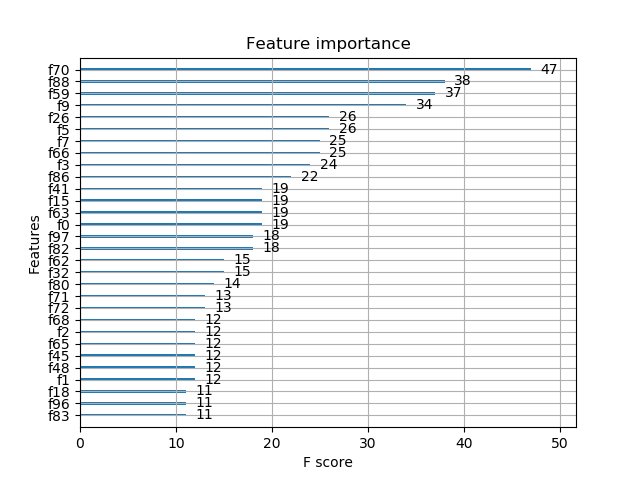 Feature importance
f70 47
f88 38
f59 37
f9 34
f26 26
f5 26
f7 25
f66 25
f3 24
f86 22
f41 19
f15 19
f63 19
f0 19
f97 18
f82 18
f62 15
f32 15
f80 14
f71 13
f72 13
f68 12
f2 12
f65 12
f45 12
f48 12
f1 12
f18 11
f96 11
f83 11
Features
0 10 20 30 40 50
F score